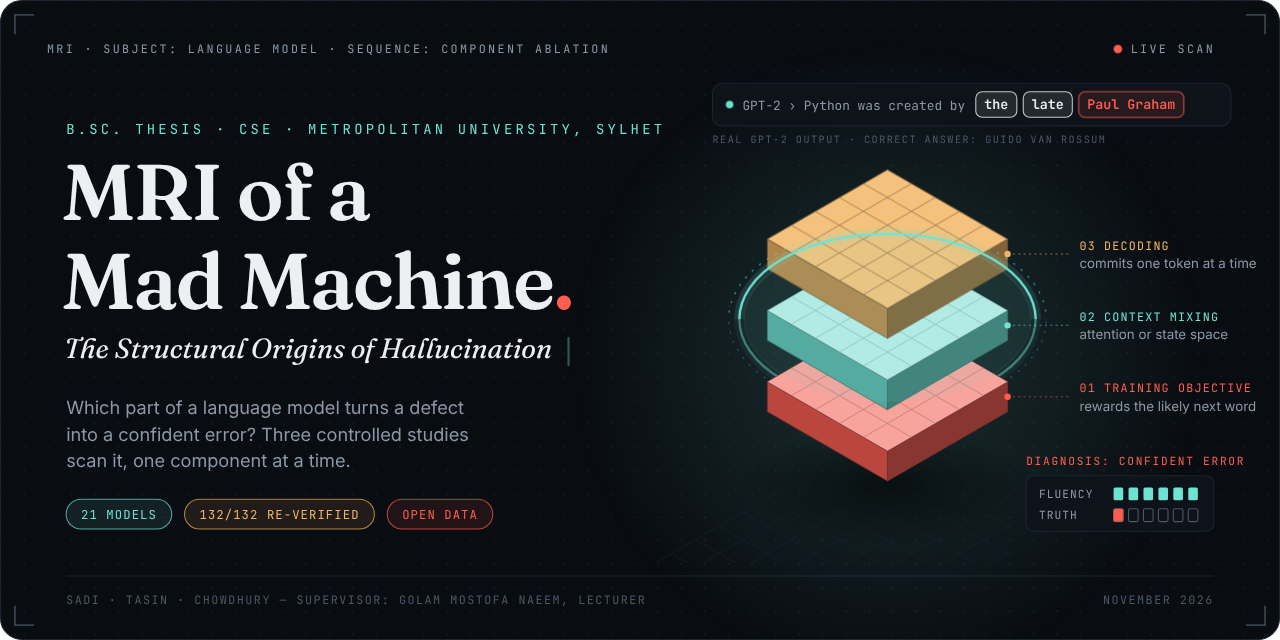 MRI · SUBJECT: LANGUAGE MODEL · SEQUENCE: COMPONENT ABLATION
LIVE SCAN
B.SC. THESIS · CSE · METROPOLITAN UNIVERSITY, SYLHET
MRI of a
Mad Machine.
The Structural Origins of Hallucination
Which part of a language model turns a defect
into a confident error? Three controlled studies
scan it, one component at a time.
21 MODELS
132/132 RE-VERIFIED
OPEN DATA
GPT-2 › Python was created by the late Paul Graham
REAL GPT-2 OUTPUT · CORRECT ANSWER: GUIDO VAN ROSSUM
03 DECODING
commits one token at a time
02 CONTEXT MIXING
attention or state space
01 TRAINING OBJECTIVE
rewards the likely next word
DIAGNOSIS: CONFIDENT ERROR
FLUENCY
TRUTH
SADI · TASIN · CHOWDHURY — SUPERVISOR: GOLAM MOSTOFA NAEEM, LECTURER
NOVEMBER 2026